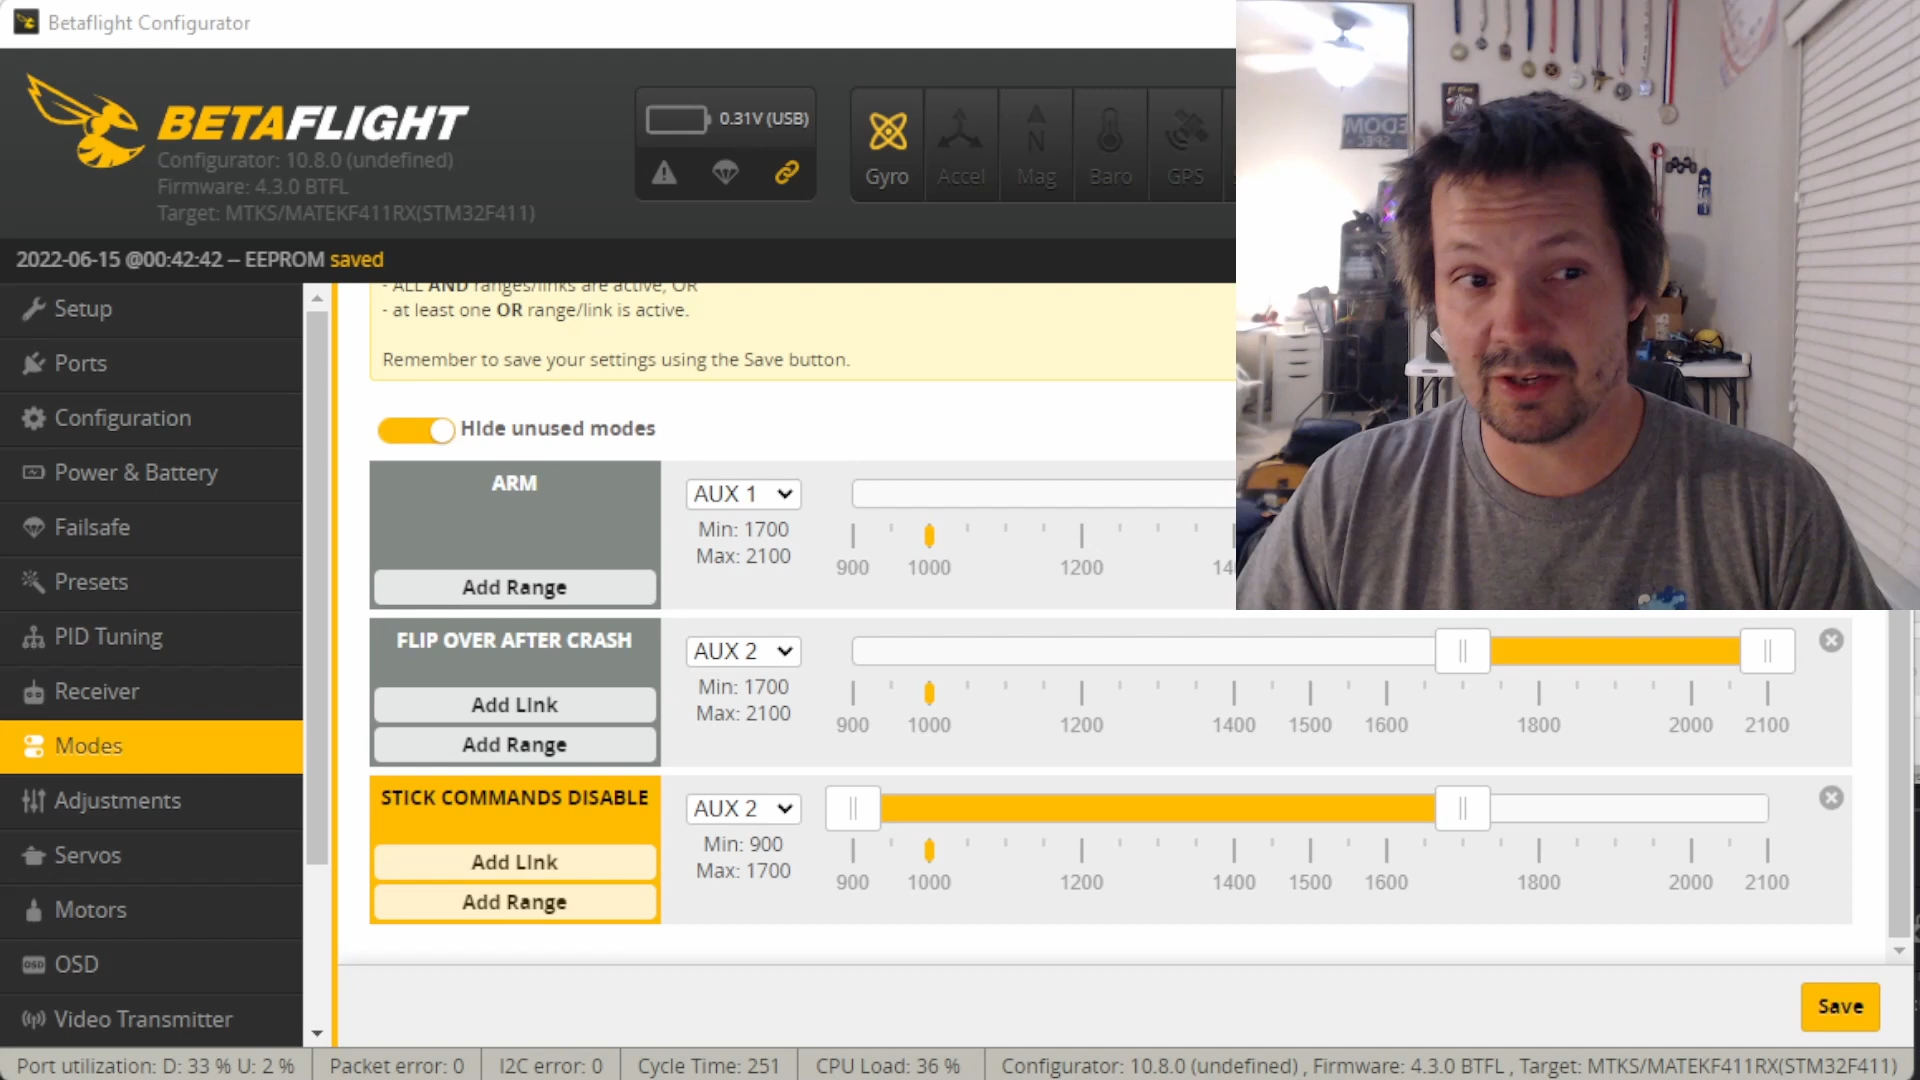 Betaflight Configurator
BETAFLIGHT
Configurator: 10.8.0 (undefined)
Firmware: 4.3.0 BTFL
Target: MTKS/MATEKF411RX(STM32F411)
0.31V (USB)
Gyro
Accel
Mag
Baro
GPS
2022-06-15 @00:42:42 -- EEPROM saved
Setup
Ports
Configuration
Power & Battery
Failsafe
Presets
PID Tuning
Receiver
Modes
Adjustments
Servos
Motors
OSD
Video Transmitter
- ALL AND ranges/links are active, OR
- at least one OR range/link is active.
Remember to save your settings using the Save button.
Hide unused modes
ARM
Add Range
AUX 1
Min: 1700
Max: 2100
900 1000 1200
FLIP OVER AFTER CRASH
Add Link
Add Range
AUX 2
Min: 1700
Max: 2100
900 1000 1200 1400 1500 1600 1800 2000 2100
STICK COMMANDS DISABLE
Add Link
Add Range
AUX 2
Min: 900
Max: 1700
900 1000 1200 1400 1500 1600 1800 2000 2100
Save
Port utilization: D: 33 % U: 2 %
Packet error: 0
I2C error: 0
Cycle Time: 251
CPU Load: 36 %
Configurator: 10.8.0 (undefined) , Firmware: 4.3.0 BTFL , Target: MTKS/MATEKF411RX(STM32F411)